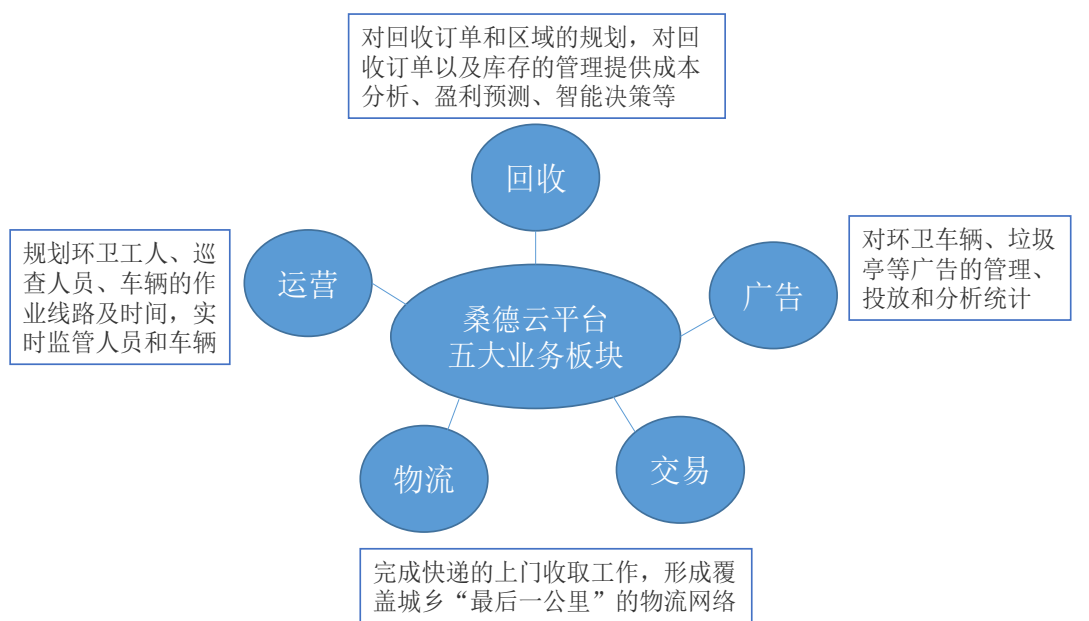 对回收订单和区域的规划，对回
收订单以及库存的管理提供成本
分析、盈利预测、智能决策等
回收
规划环卫工人、巡
查人员、车辆的作
业线路及时间，实
时监管人员和车辆
运营
桑德云平台
五大业务板块
广告
对环卫车辆、垃圾
亭等广告的管理、
投放和分析统计
物流
交易
完成快递的上门收取工作，形成覆
盖城乡“最后一公里”的物流网络